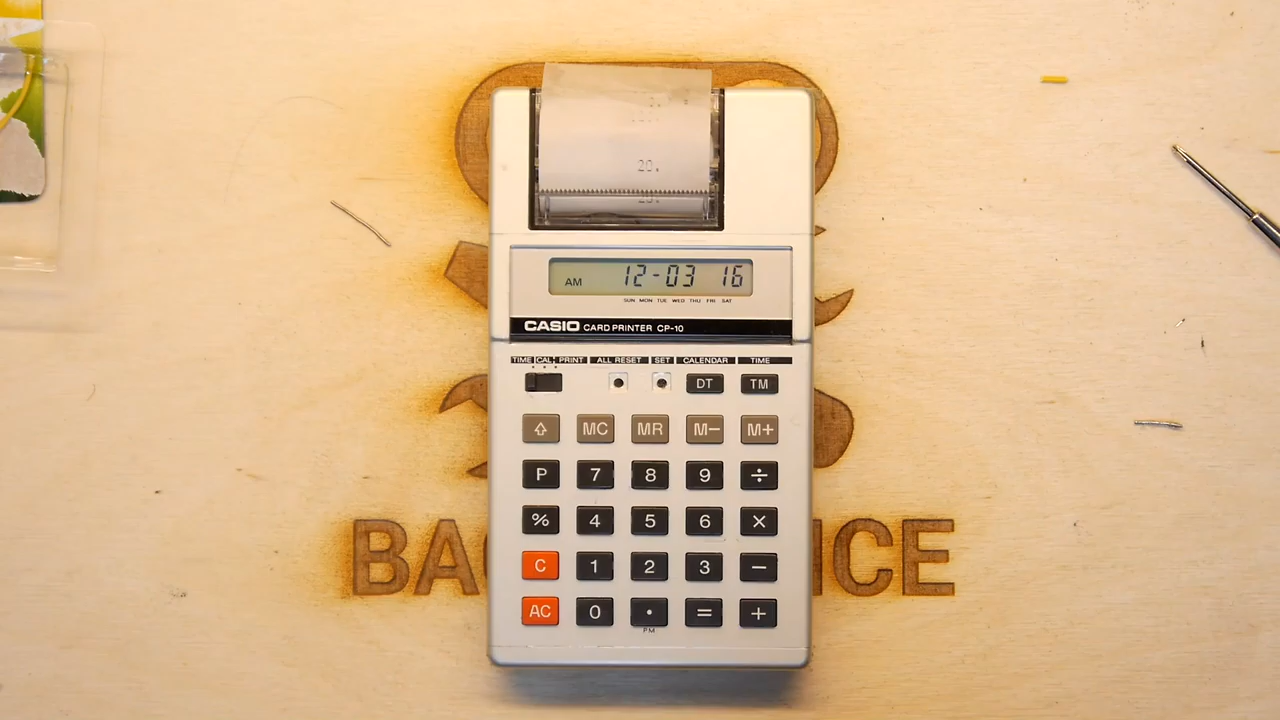 20.
20.
AM 12-03 16
SUN MON TUE WED THU FRI SAT
CASIO CARD PRINTER CP-10
TIME CAL PRINT ALL RESET SET CALENDAR TIME
DT TM
MC MR M− M+
P 7 8 9 ÷
% 4 5 6 ×
C 1 2 3 −
AC 0 • = +
PM